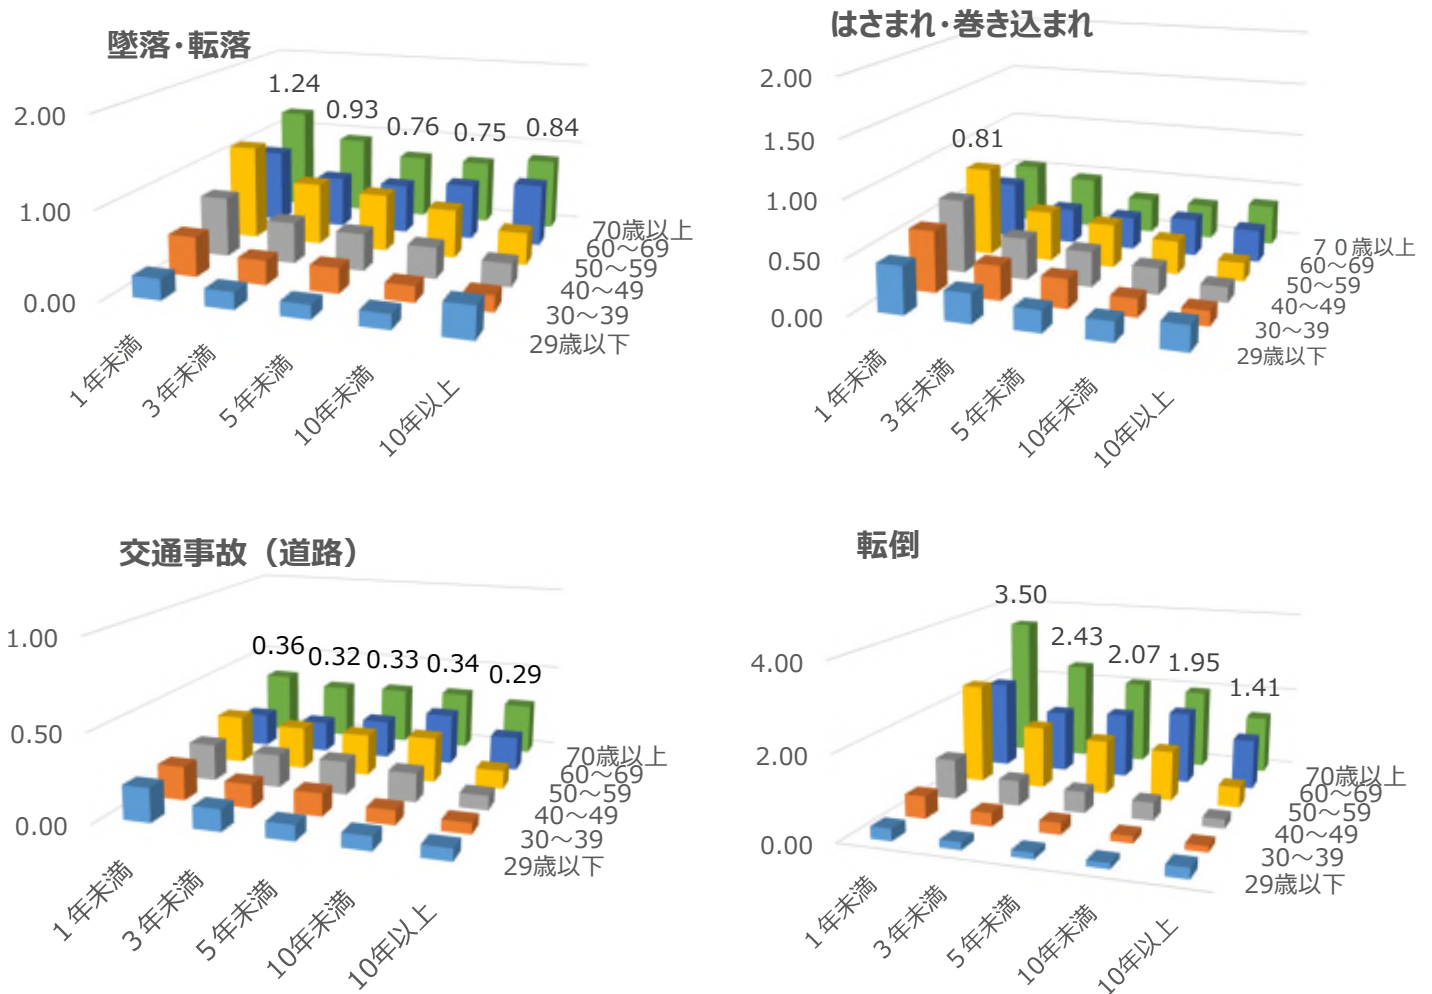 墜落・転落
2.00
1.00
0.00
1.24
0.93
0.76
0.75
0.84
70歳以上
60～69
50～59
40～49
30～39
29歳以下
１年未満
３年未満
５年未満
10年未満
10年以上
はさまれ・巻き込まれ
2.00
1.50
1.00
0.50
0.00
0.81
７０歳以上
60～69
50～59
40～49
30～39
29歳以下
１年未満
３年未満
５年未満
10年未満
10年以上
交通事故（道路）
1.00
0.50
0.00
0.36
0.32
0.33
0.34
0.29
70歳以上
60～69
50～59
40～49
30～39
29歳以下
１年未満
３年未満
５年未満
10年未満
10年以上
転倒
4.00
2.00
0.00
3.50
2.43
2.07
1.95
1.41
70歳以上
60～69
50～59
40～49
30～39
29歳以下
１年未満
３年未満
５年未満
10年未満
10年以上